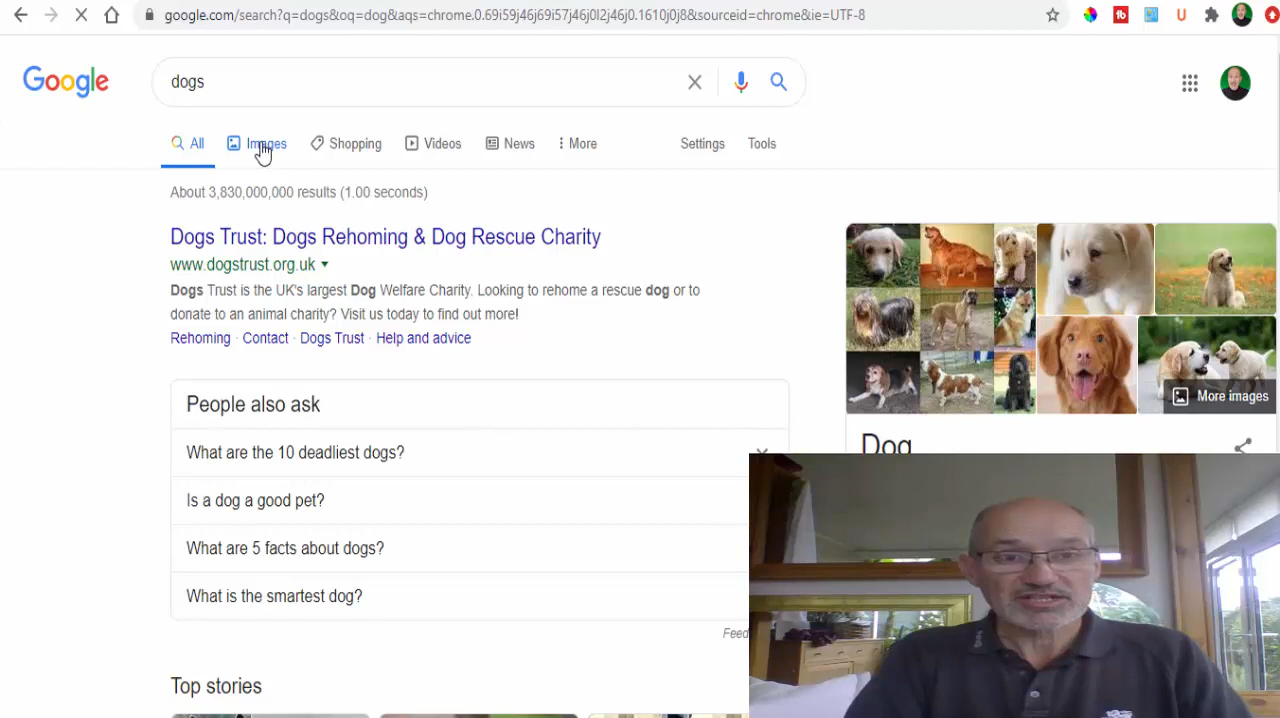 google.com/search?q=dogs&oq=dog&aqs=chrome.0.69i59j46j69i57j46j0l2j46j0.1610j0j8&sourceid=chrome&ie=UTF-8
Google
dogs
All Images Shopping Videos News More Settings Tools
About 3,830,000,000 results (1.00 seconds)
Dogs Trust: Dogs Rehoming & Dog Rescue Charity
www.dogstrust.org.uk
Dogs Trust is the UK's largest Dog Welfare Charity. Looking to rehome a rescue dog or to
donate to an animal charity? Visit us today to find out more!
Rehoming · Contact · Dogs Trust · Help and advice
More images
People also ask
Dog
What are the 10 deadliest dogs?
Is a dog a good pet?
What are 5 facts about dogs?
What is the smartest dog?
Feed
Top stories